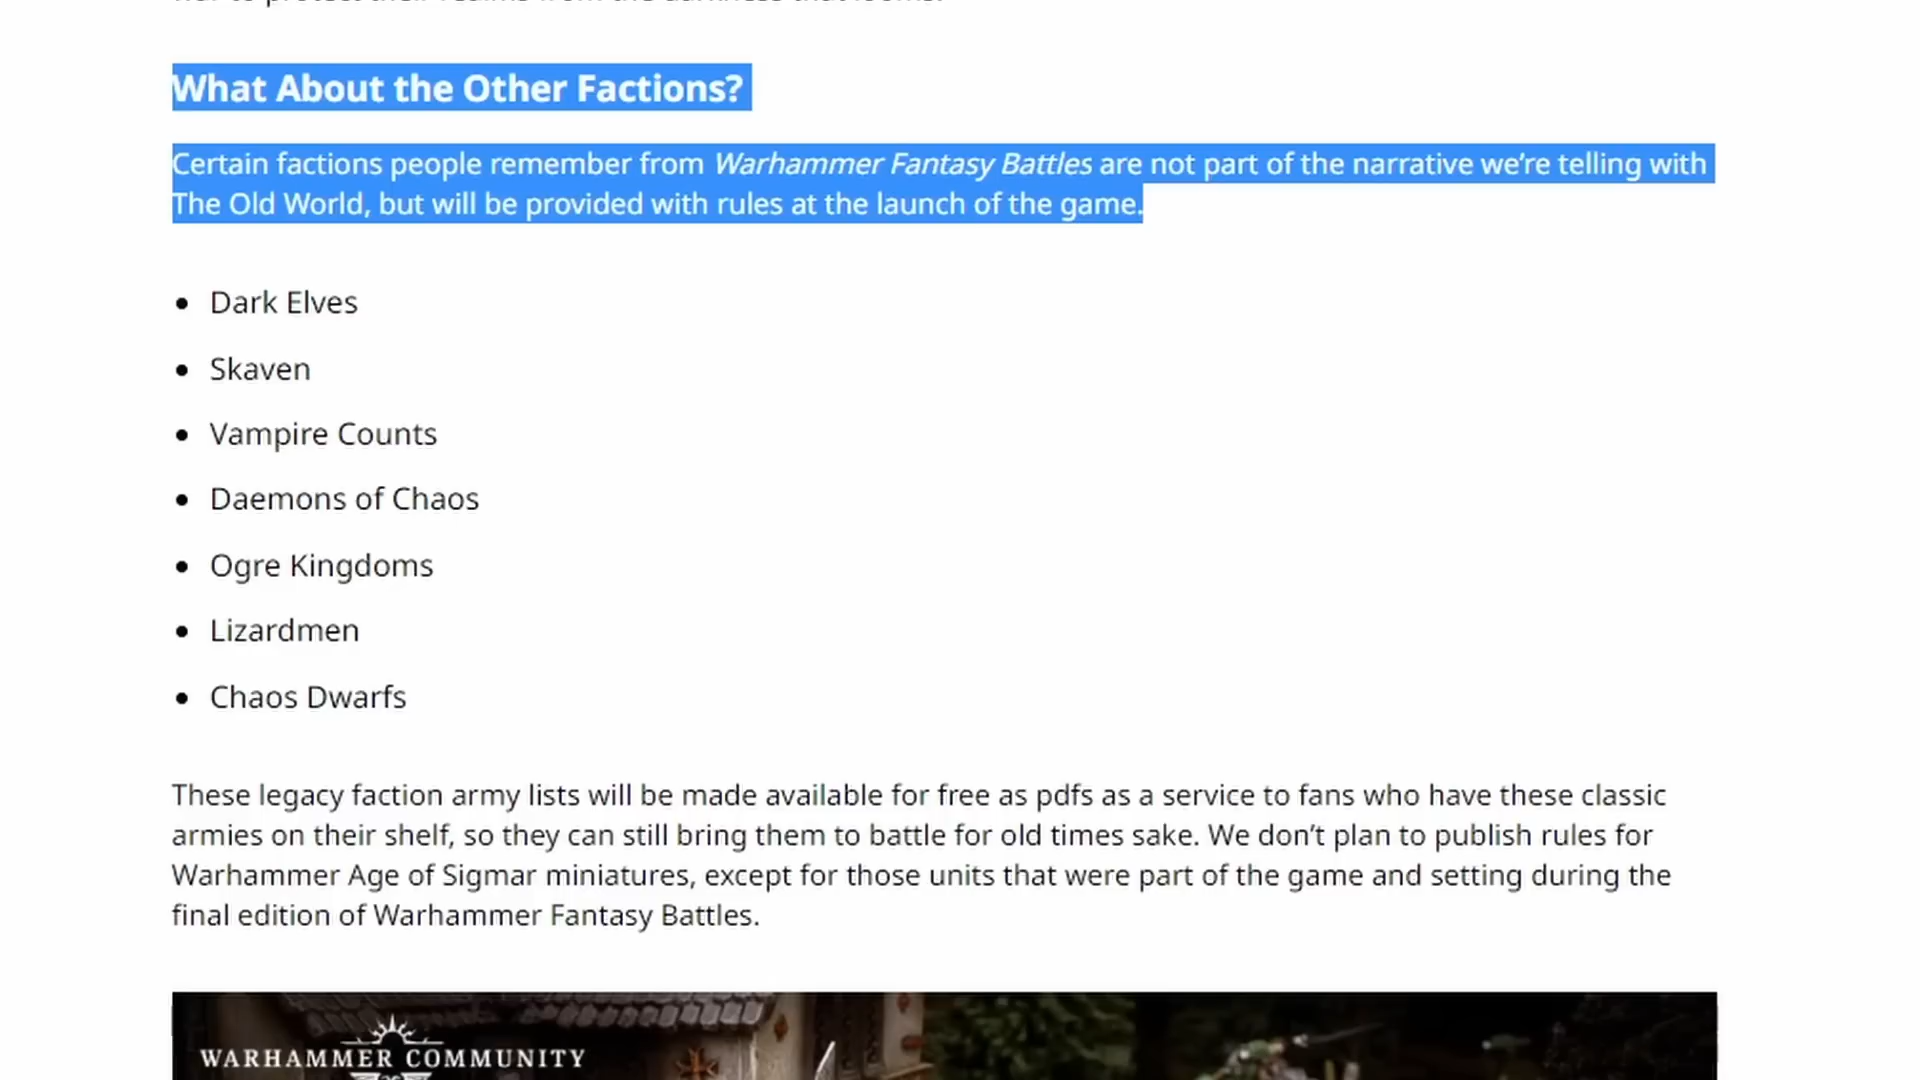 What About the Other Factions?
Certain factions people remember from Warhammer Fantasy Battles are not part of the narrative we're telling with
The Old World, but will be provided with rules at the launch of the game.
• Dark Elves
• Skaven
• Vampire Counts
• Daemons of Chaos
• Ogre Kingdoms
• Lizardmen
• Chaos Dwarfs
These legacy faction army lists will be made available for free as pdfs as a service to fans who have these classic
armies on their shelf, so they can still bring them to battle for old times sake. We don't plan to publish rules for
Warhammer Age of Sigmar miniatures, except for those units that were part of the game and setting during the
final edition of Warhammer Fantasy Battles.
WARHAMMER COMMUNITY